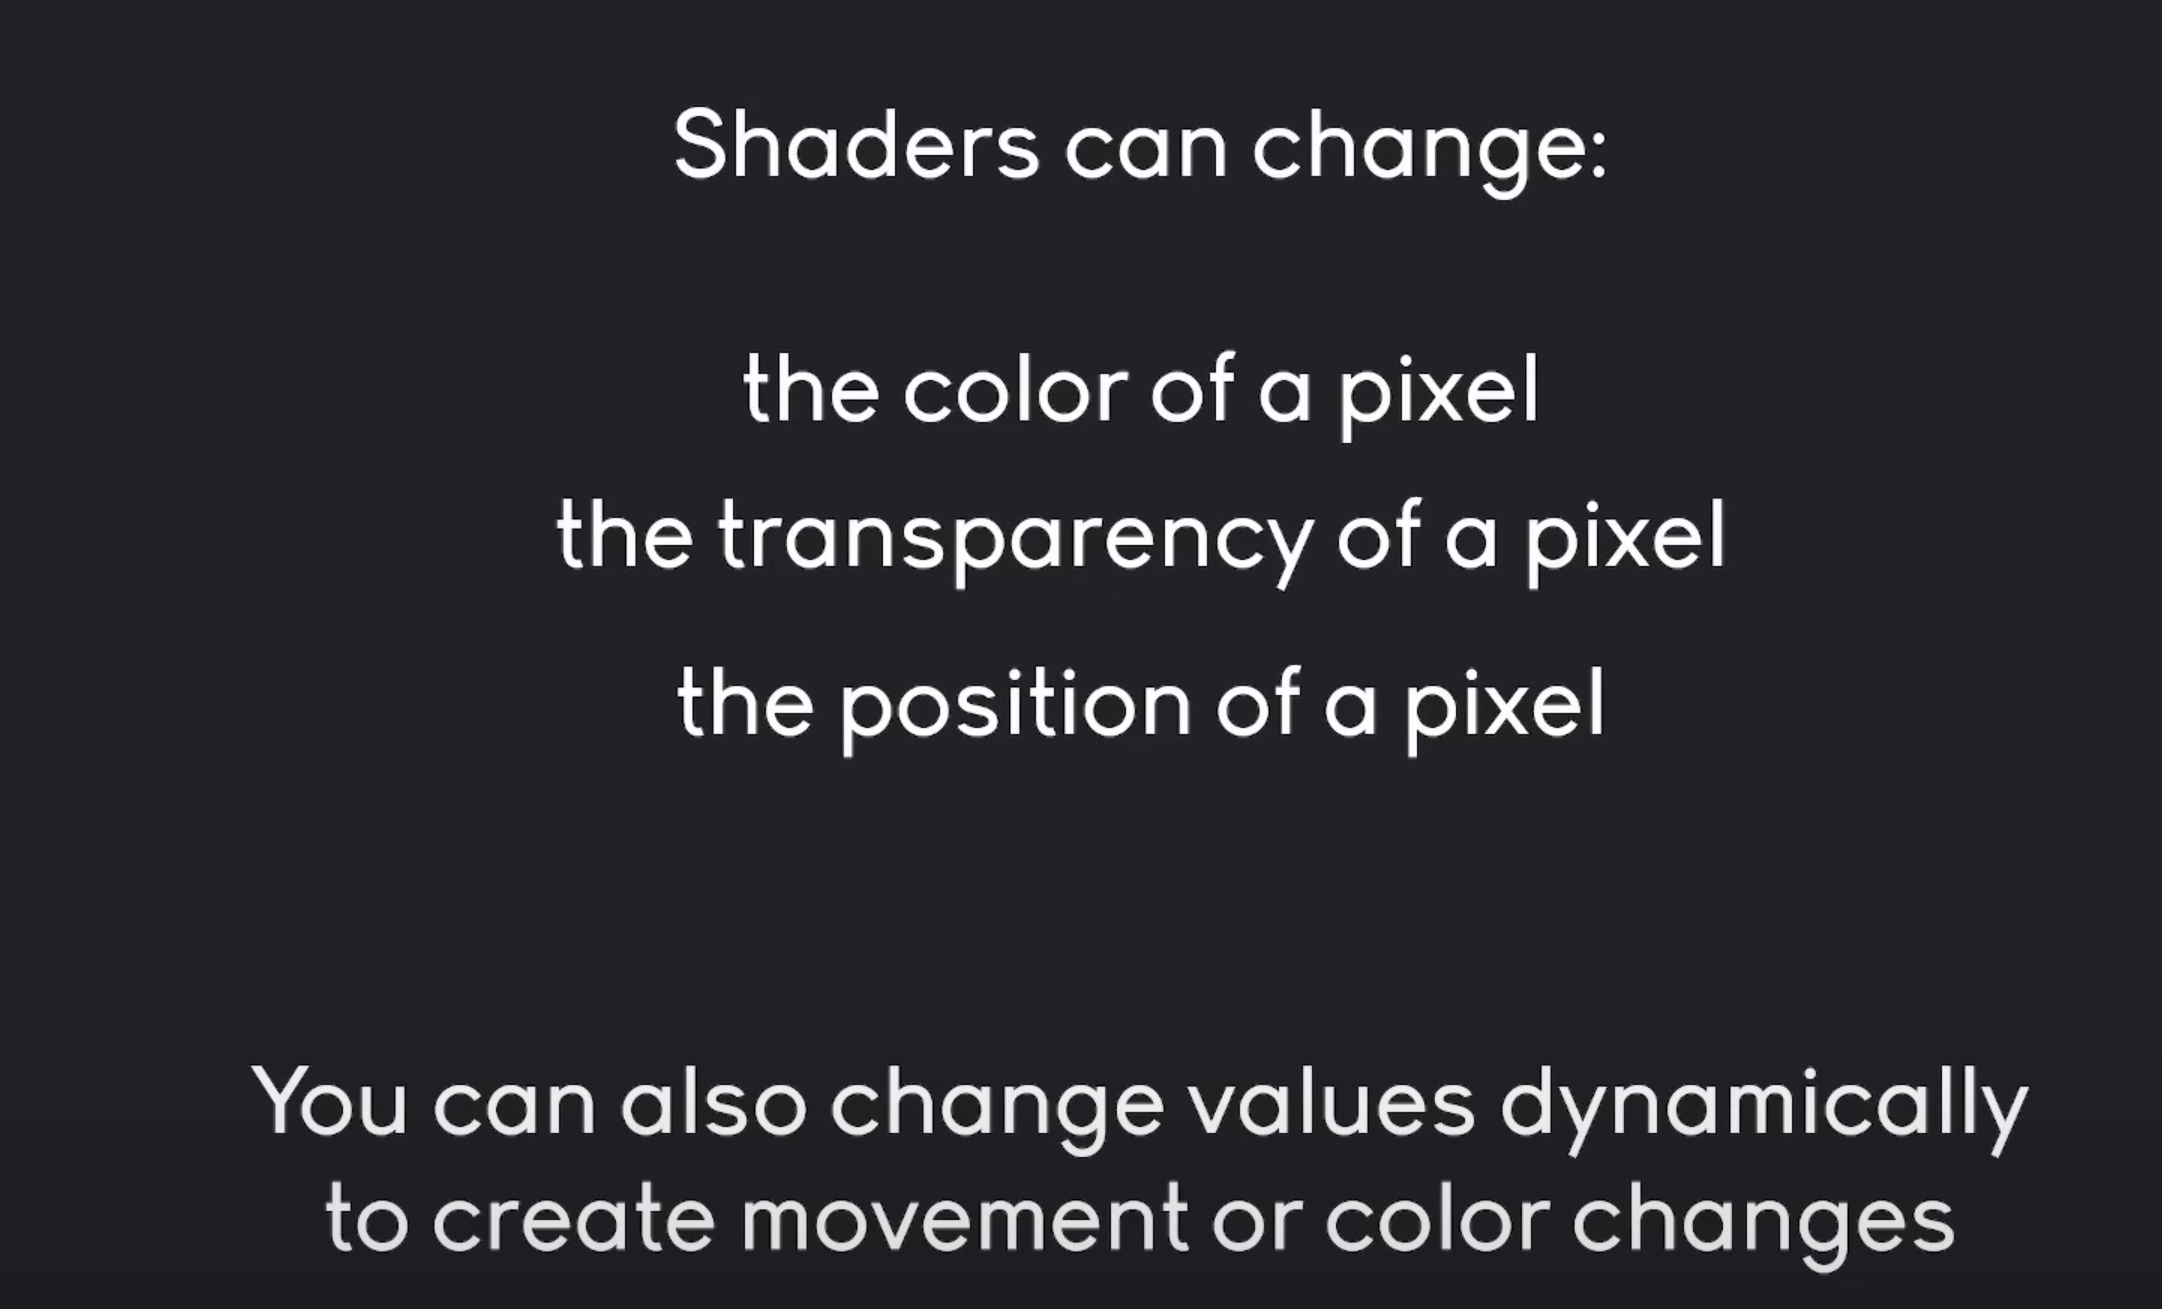 Shaders can change:
the color of a pixel
the transparency of a pixel
the position of a pixel
You can also change values dynamically
to create movement or color changes